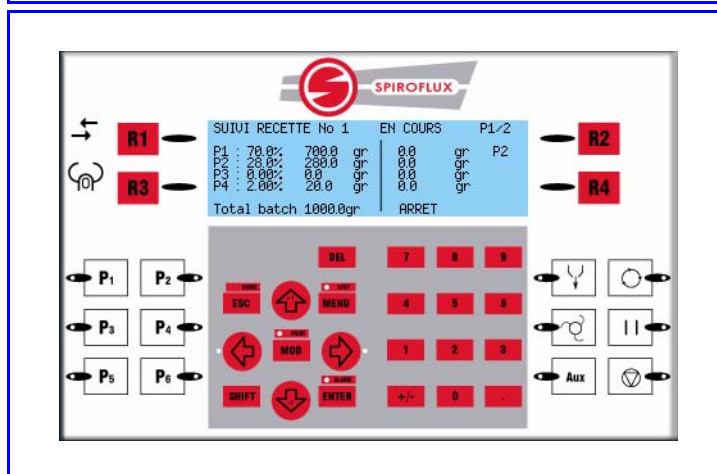 SPIROFLUX
SUIVI RECETTE No 1 EN COURS P1/2
P1 : 70.0% 700.0 gr 0.0 gr P2
P2 : 28.0% 280.0 gr 0.0 gr
P3 : 0.00% 0.0 gr 0.0 gr
P4 : 2.00% 20.0 gr 0.0 gr
Total batch 1000.0gr ARRET
R1
R2
R3
R4
DEL 7 8 9
ESC MENU 4 5 6
MOD 1 2 3
SHIFT ENTER +/- 0 .
P1 P2
P3 P4
P5 P6
Aux